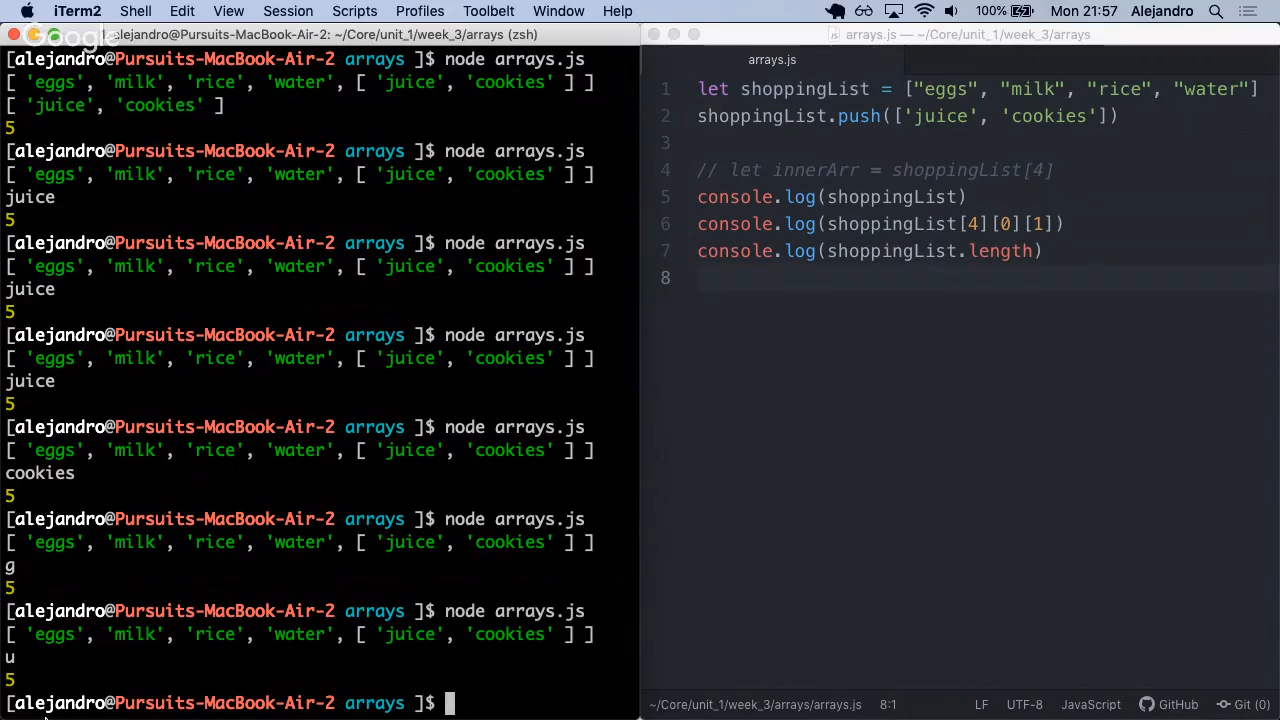 iTerm2 Shell Edit View Session Scripts Profiles Toolbelt Window Help 100% Mon 21:57 Alejandro
Google
1. alejandro@Pursuits-MacBook-Air-2: ~/Core/unit_1/week_3/arrays (zsh)
[alejandro@Pursuits-MacBook-Air-2 arrays ]$ node arrays.js
[ 'eggs', 'milk', 'rice', 'water', [ 'juice', 'cookies' ] ]
[ 'juice', 'cookies' ]
5
[alejandro@Pursuits-MacBook-Air-2 arrays ]$ node arrays.js
[ 'eggs', 'milk', 'rice', 'water', [ 'juice', 'cookies' ] ]
juice
5
[alejandro@Pursuits-MacBook-Air-2 arrays ]$ node arrays.js
[ 'eggs', 'milk', 'rice', 'water', [ 'juice', 'cookies' ] ]
juice
5
[alejandro@Pursuits-MacBook-Air-2 arrays ]$ node arrays.js
[ 'eggs', 'milk', 'rice', 'water', [ 'juice', 'cookies' ] ]
juice
5
[alejandro@Pursuits-MacBook-Air-2 arrays ]$ node arrays.js
[ 'eggs', 'milk', 'rice', 'water', [ 'juice', 'cookies' ] ]
cookies
5
[alejandro@Pursuits-MacBook-Air-2 arrays ]$ node arrays.js
[ 'eggs', 'milk', 'rice', 'water', [ 'juice', 'cookies' ] ]
g
5
[alejandro@Pursuits-MacBook-Air-2 arrays ]$ node arrays.js
[ 'eggs', 'milk', 'rice', 'water', [ 'juice', 'cookies' ] ]
u
5
[alejandro@Pursuits-MacBook-Air-2 arrays ]$
arrays.js — ~/Core/unit_1/week_3/arrays
arrays.js
1 let shoppingList = ["eggs", "milk", "rice", "water"]
2 shoppingList.push(['juice', 'cookies'])
3
4 // let innerArr = shoppingList[4]
5 console.log(shoppingList)
6 console.log(shoppingList[4][0][1])
7 console.log(shoppingList.length)
8
~/Core/unit_1/week_3/arrays/arrays.js 8:1 LF UTF-8 JavaScript GitHub Git (0)